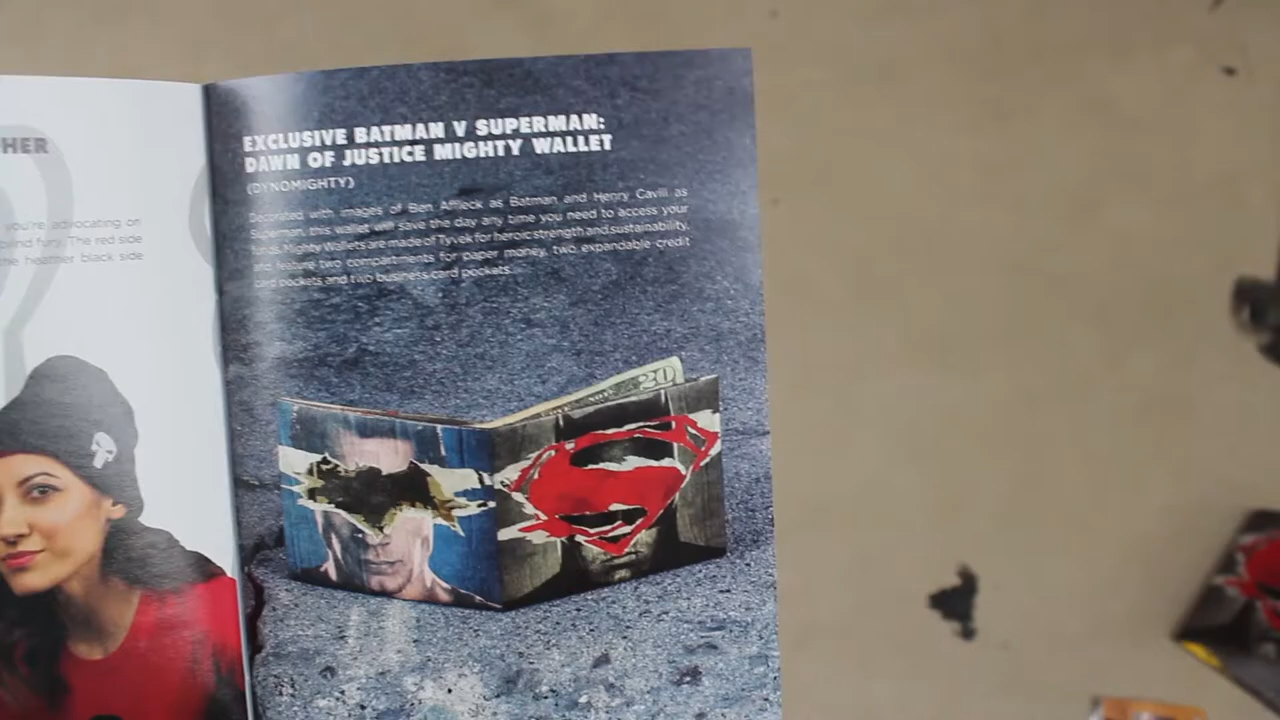 HER
you're advocating on
blind fury. The red side
heather black side
EXCLUSIVE BATMAN V SUPERMAN:
DAWN OF JUSTICE MIGHTY WALLET
(DYNOMIGHTY)
Decorated with images of Ben Affleck as Batman and Henry Cavill as
Superman, this wallet will save the day any time you need to access your
Mighty Wallets are made of Tyvek for heroic strength and sustainability,
and feature two compartments for paper money, two expandable credit
card pockets and two business card pockets.
20